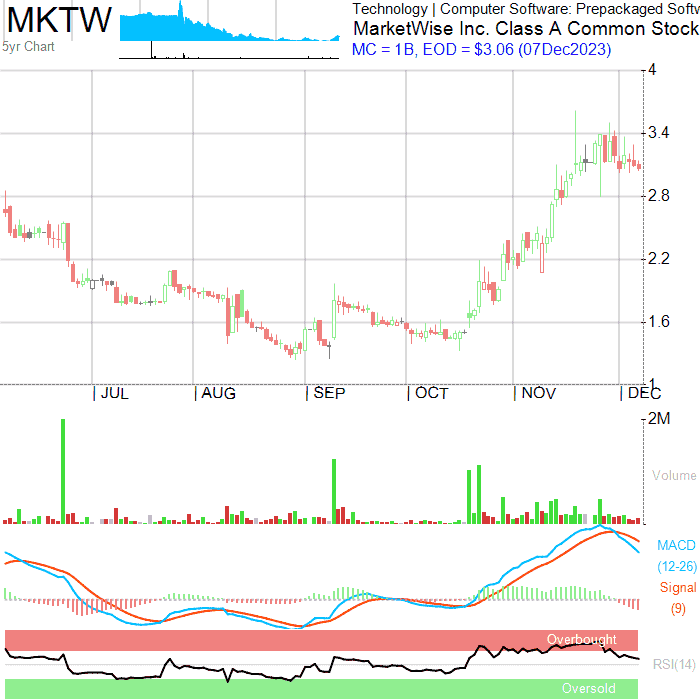 MKTW
5yr Chart
Technology | Computer Software: Prepackaged Softw
MarketWise Inc. Class A Common Stock
MC = 1B, EOD = $3.06 (07Dec2023)
4
3.4
2.8
2.2
1.6
1
JUL AUG SEP OCT NOV DEC
2M
Volume
MACD
(12-26)
Signal
(9)
Overbought
RSI(14)
Oversold